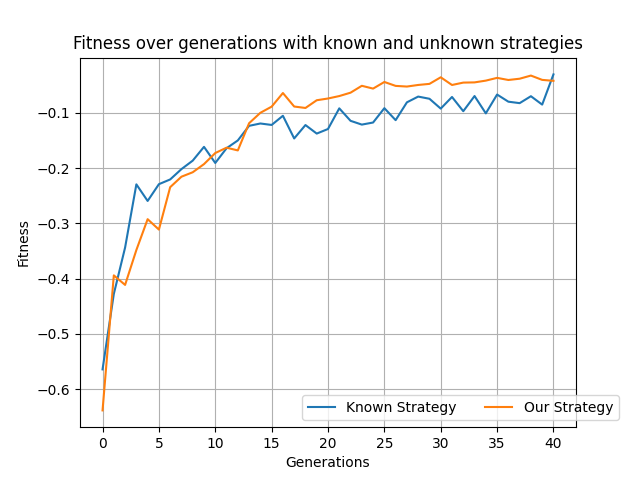 Fitness over generations with known and unknown strategies
Fitness
−0.1
−0.2
−0.3
−0.4
−0.5
−0.6
Known Strategy Our Strategy
0 5 10 15 20 25 30 35 40
Generations